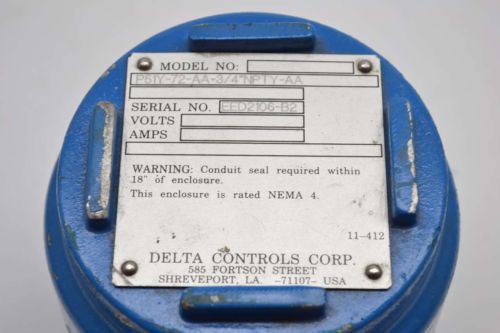 MODEL NO:
P61Y-72-AA-3/4"NPTY-AA
SERIAL NO. EED2106-B2
VOLTS
AMPS
WARNING: Conduit seal required within
18" of enclosure.
This enclosure is rated NEMA 4.
11-412
DELTA CONTROLS CORP.
585 FORTSON STREET
SHREVEPORT, LA. -71107- USA